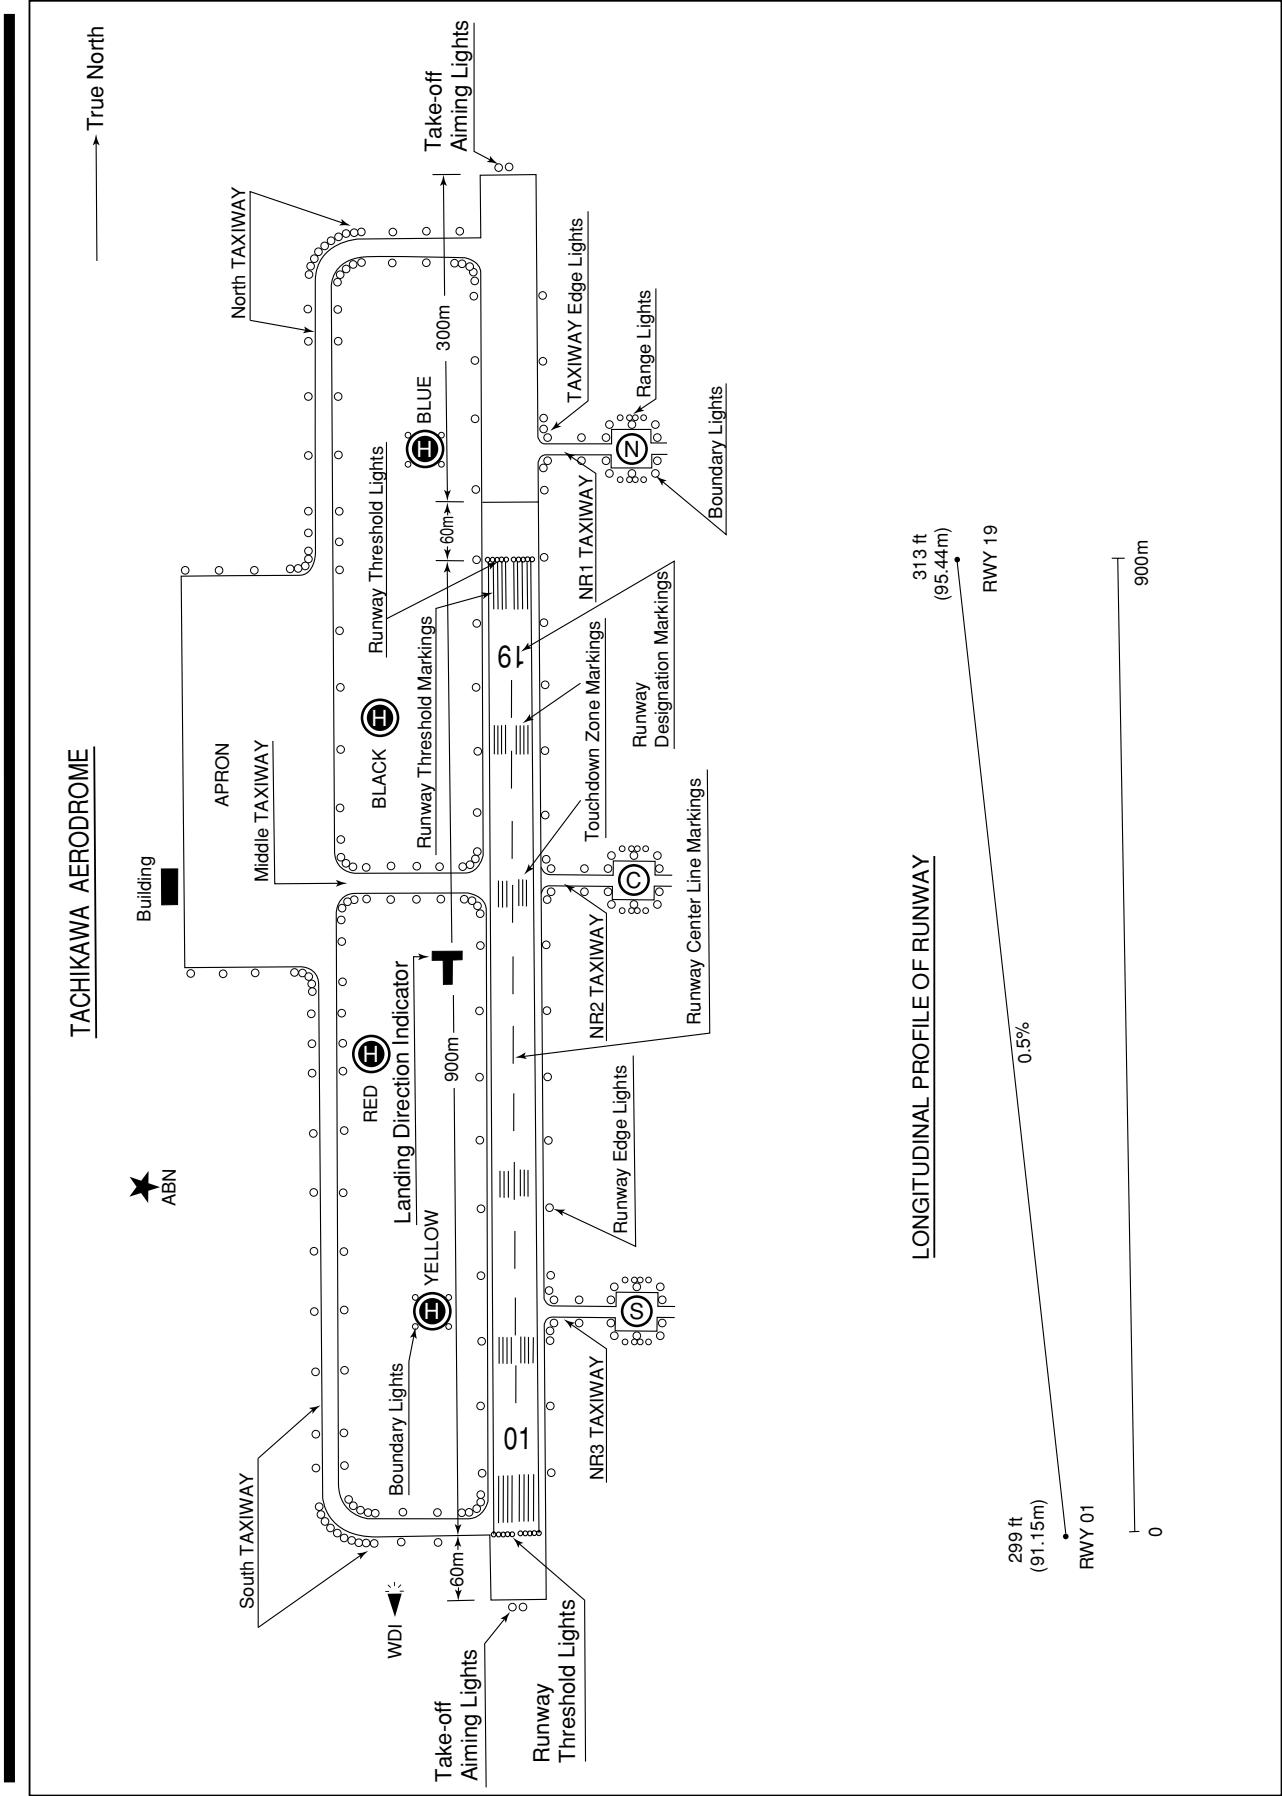 TACHIKAWA AERODROME
True North
Building
ABN
APRON
North TAXIWAY
Middle TAXIWAY
South TAXIWAY
WDI
Take-off
Aiming Lights
H
BLUE
H
BLACK
H
RED
H
YELLOW
Runway Threshold Lights
Runway Threshold Markings
Landing Direction Indicator
Boundary Lights
60m
900m
60m
300m
01
19
Take-off
Aiming Lights
Runway
Threshold Lights
TAXIWAY Edge Lights
Range Lights
Boundary Lights
NR1 TAXIWAY
Touchdown Zone Markings
Runway
Designation Markings
NR2 TAXIWAY
Runway Center Line Markings
Runway Edge Lights
NR3 TAXIWAY
N
C
S
LONGITUDINAL PROFILE OF RUNWAY
313 ft
(95.44m)
RWY 19
0.5%
299 ft
(91.15m)
RWY 01
0
900m